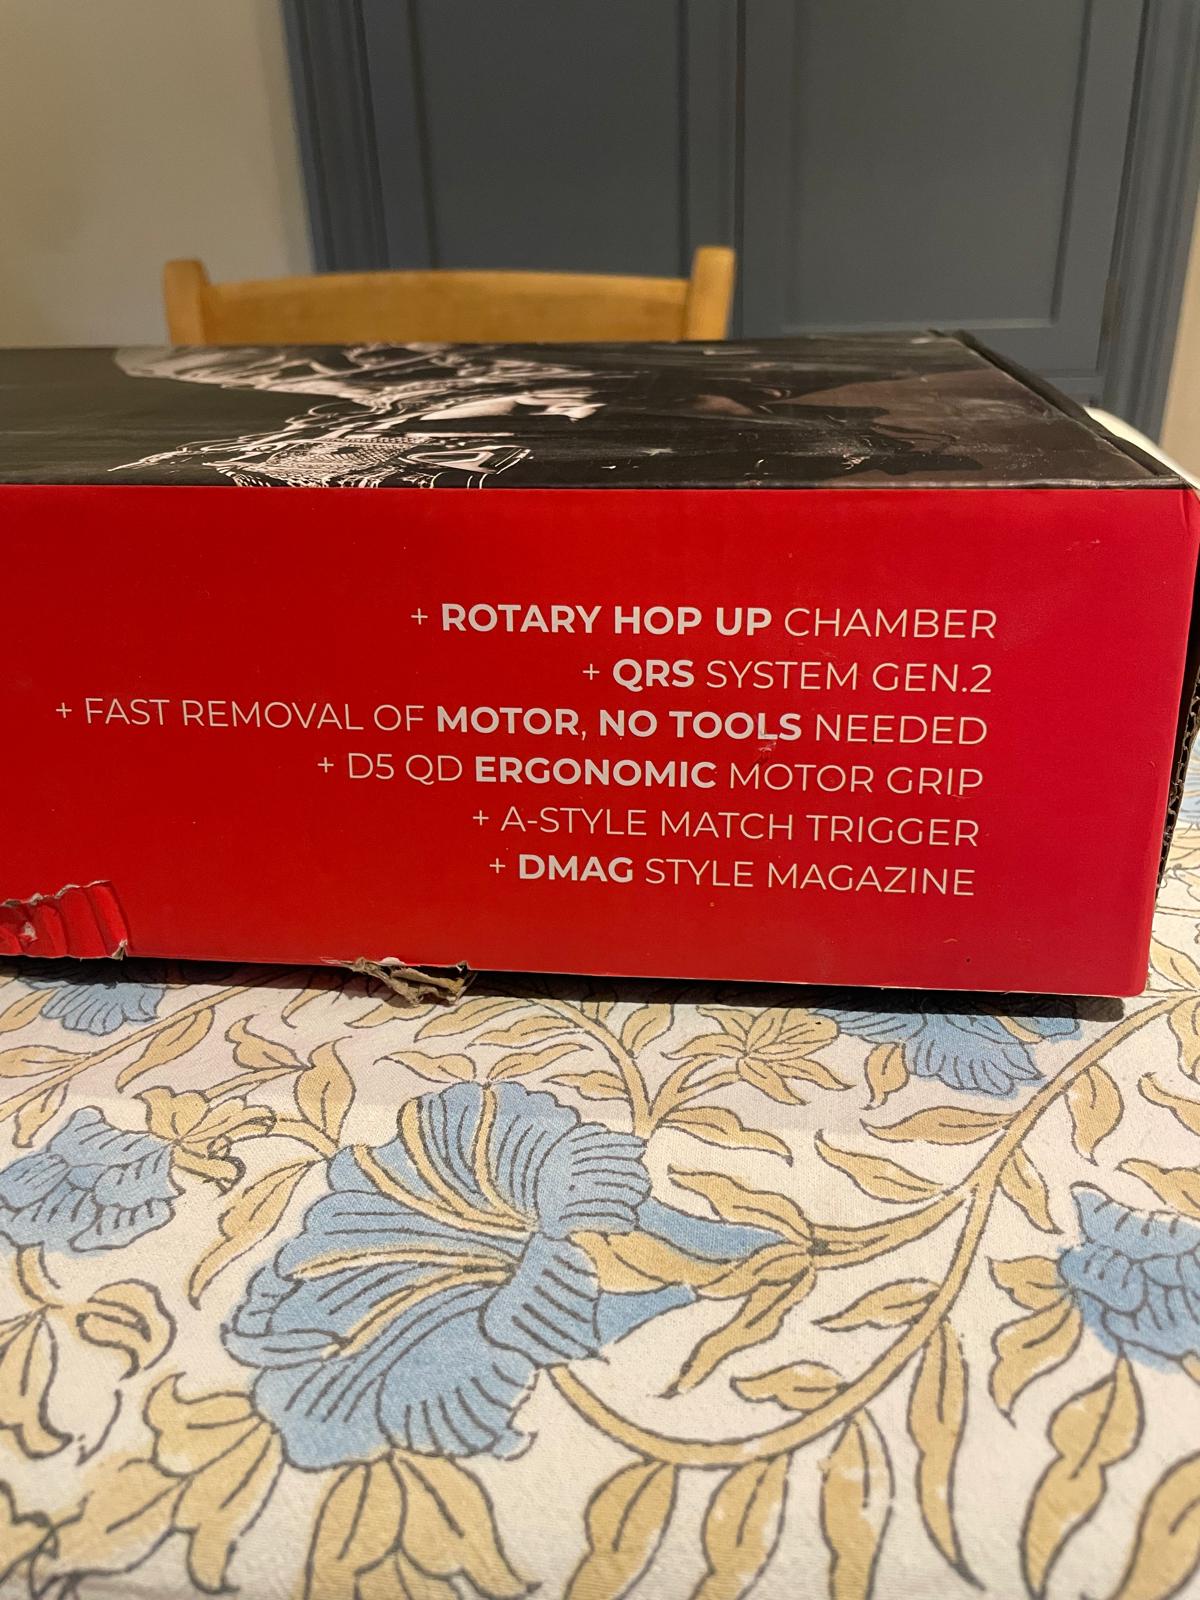 + ROTARY HOP UP CHAMBER
+ QRS SYSTEM GEN.2
+ FAST REMOVAL OF MOTOR, NO TOOLS NEEDED
+ D5 QD ERGONOMIC MOTOR GRIP
+ A-STYLE MATCH TRIGGER
+ DMAG STYLE MAGAZINE